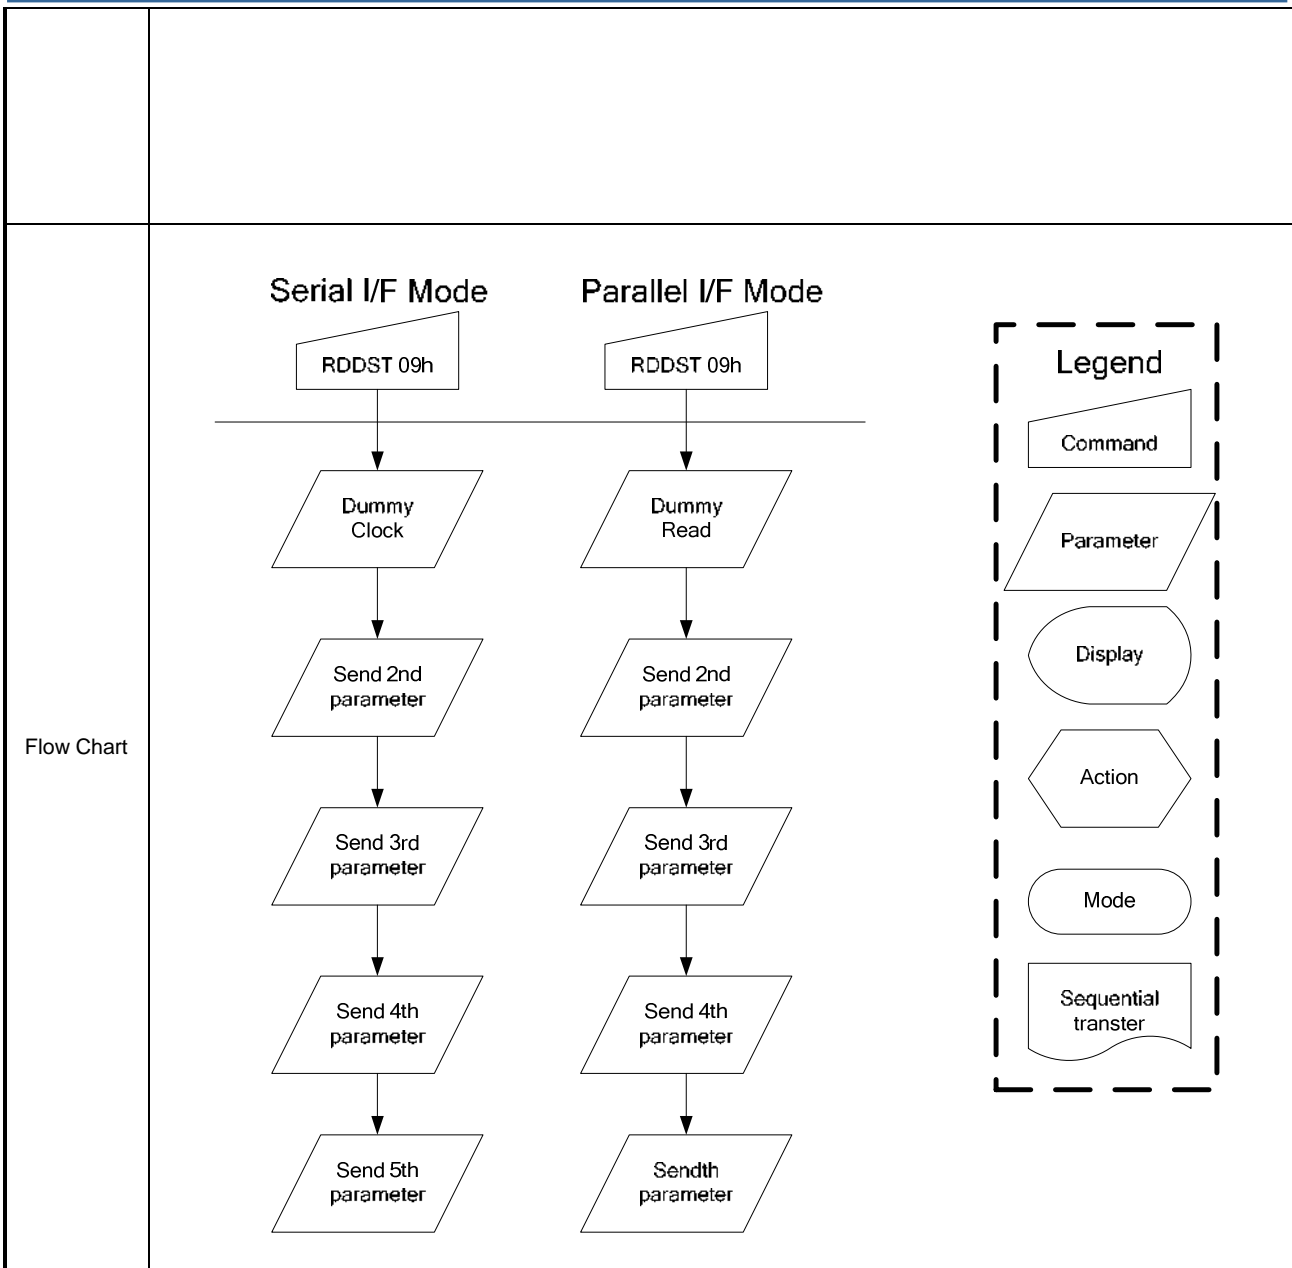 Flow Chart
Serial I/F Mode
RDDST 09h
Dummy
Clock
Send 2nd
parameter
Send 3rd
parameter
Send 4th
parameter
Send 5th
parameter
Parallel I/F Mode
RDDST 09h
Dummy
Read
Send 2nd
parameter
Send 3rd
parameter
Send 4th
parameter
Sendth
parameter
Legend
Command
Parameter
Display
Action
Mode
Sequential
transter